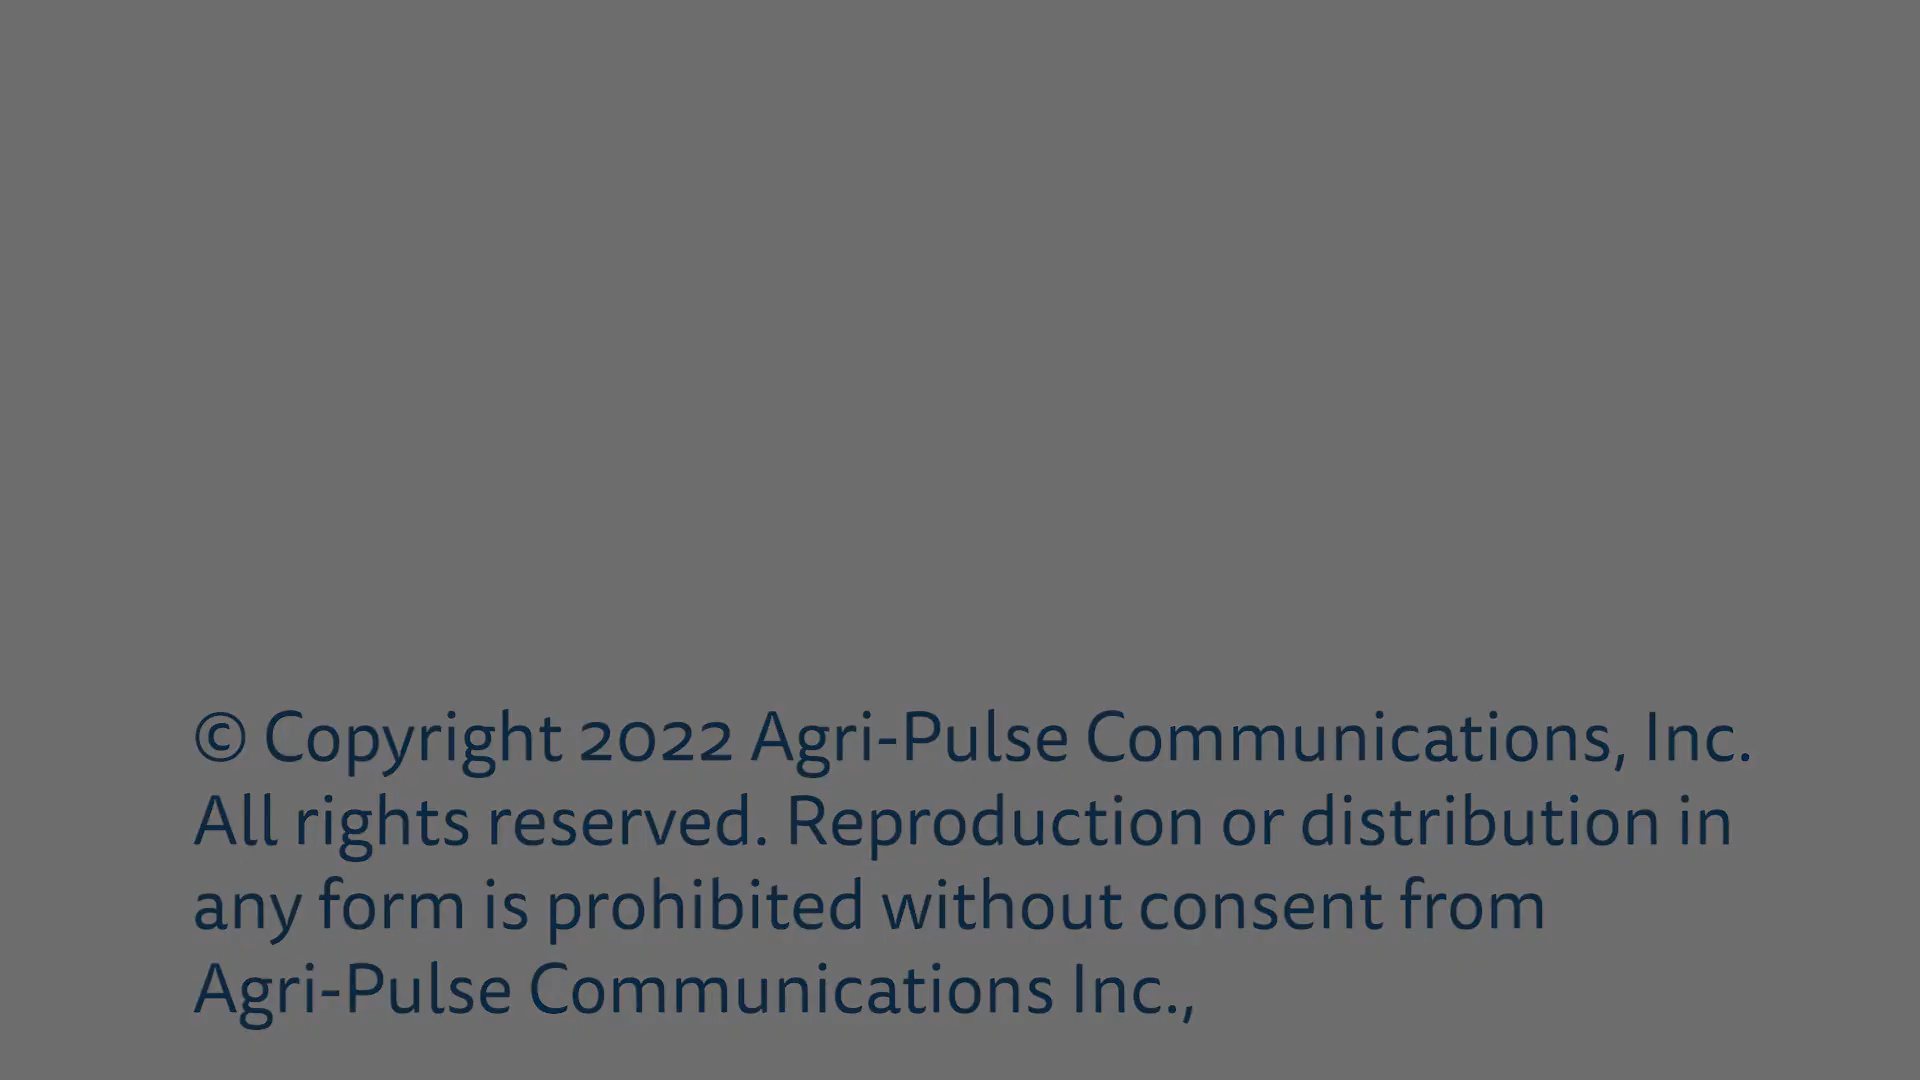 © Copyright 2022 Agri-Pulse Communications, Inc.
All rights reserved. Reproduction or distribution in
any form is prohibited without consent from
Agri-Pulse Communications Inc.,